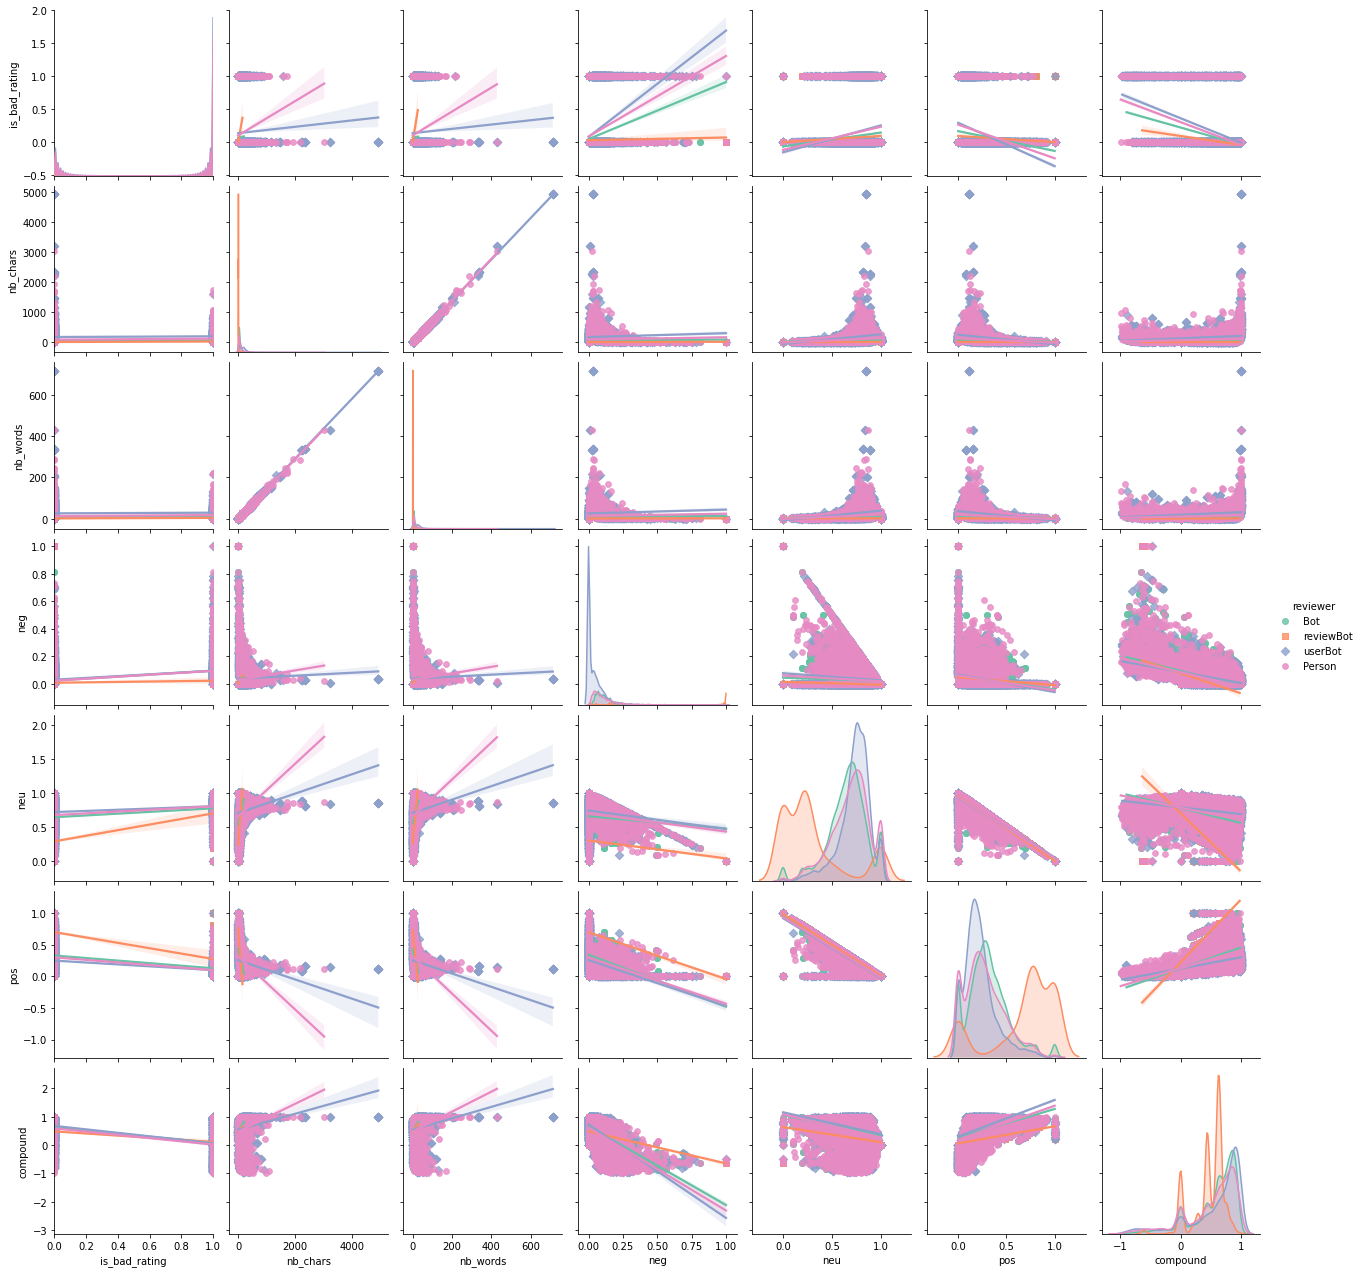 2.0
1.5
1.0
0.5
0.0
−0.5
is_bad_rating
5000
4000
3000
2000
1000
0
nb_chars
600
400
200
0
nb_words
1.0
0.8
0.6
0.4
0.2
0.0
neg
reviewer
Bot
reviewBot
userBot
Person
2.0
1.5
1.0
0.5
0.0
neu
1.0
0.5
0.0
−0.5
−1.0
pos
2
1
0
−1
−2
−3
compound
0.0 0.2 0.4 0.6 0.8 1.0
is_bad_rating
0 2000 4000
nb_chars
0 200 400 600
nb_words
0.00 0.25 0.50 0.75 1.00
neg
0.0 0.5 1.0
neu
0.0 0.5 1.0
pos
−1 0 1
compound